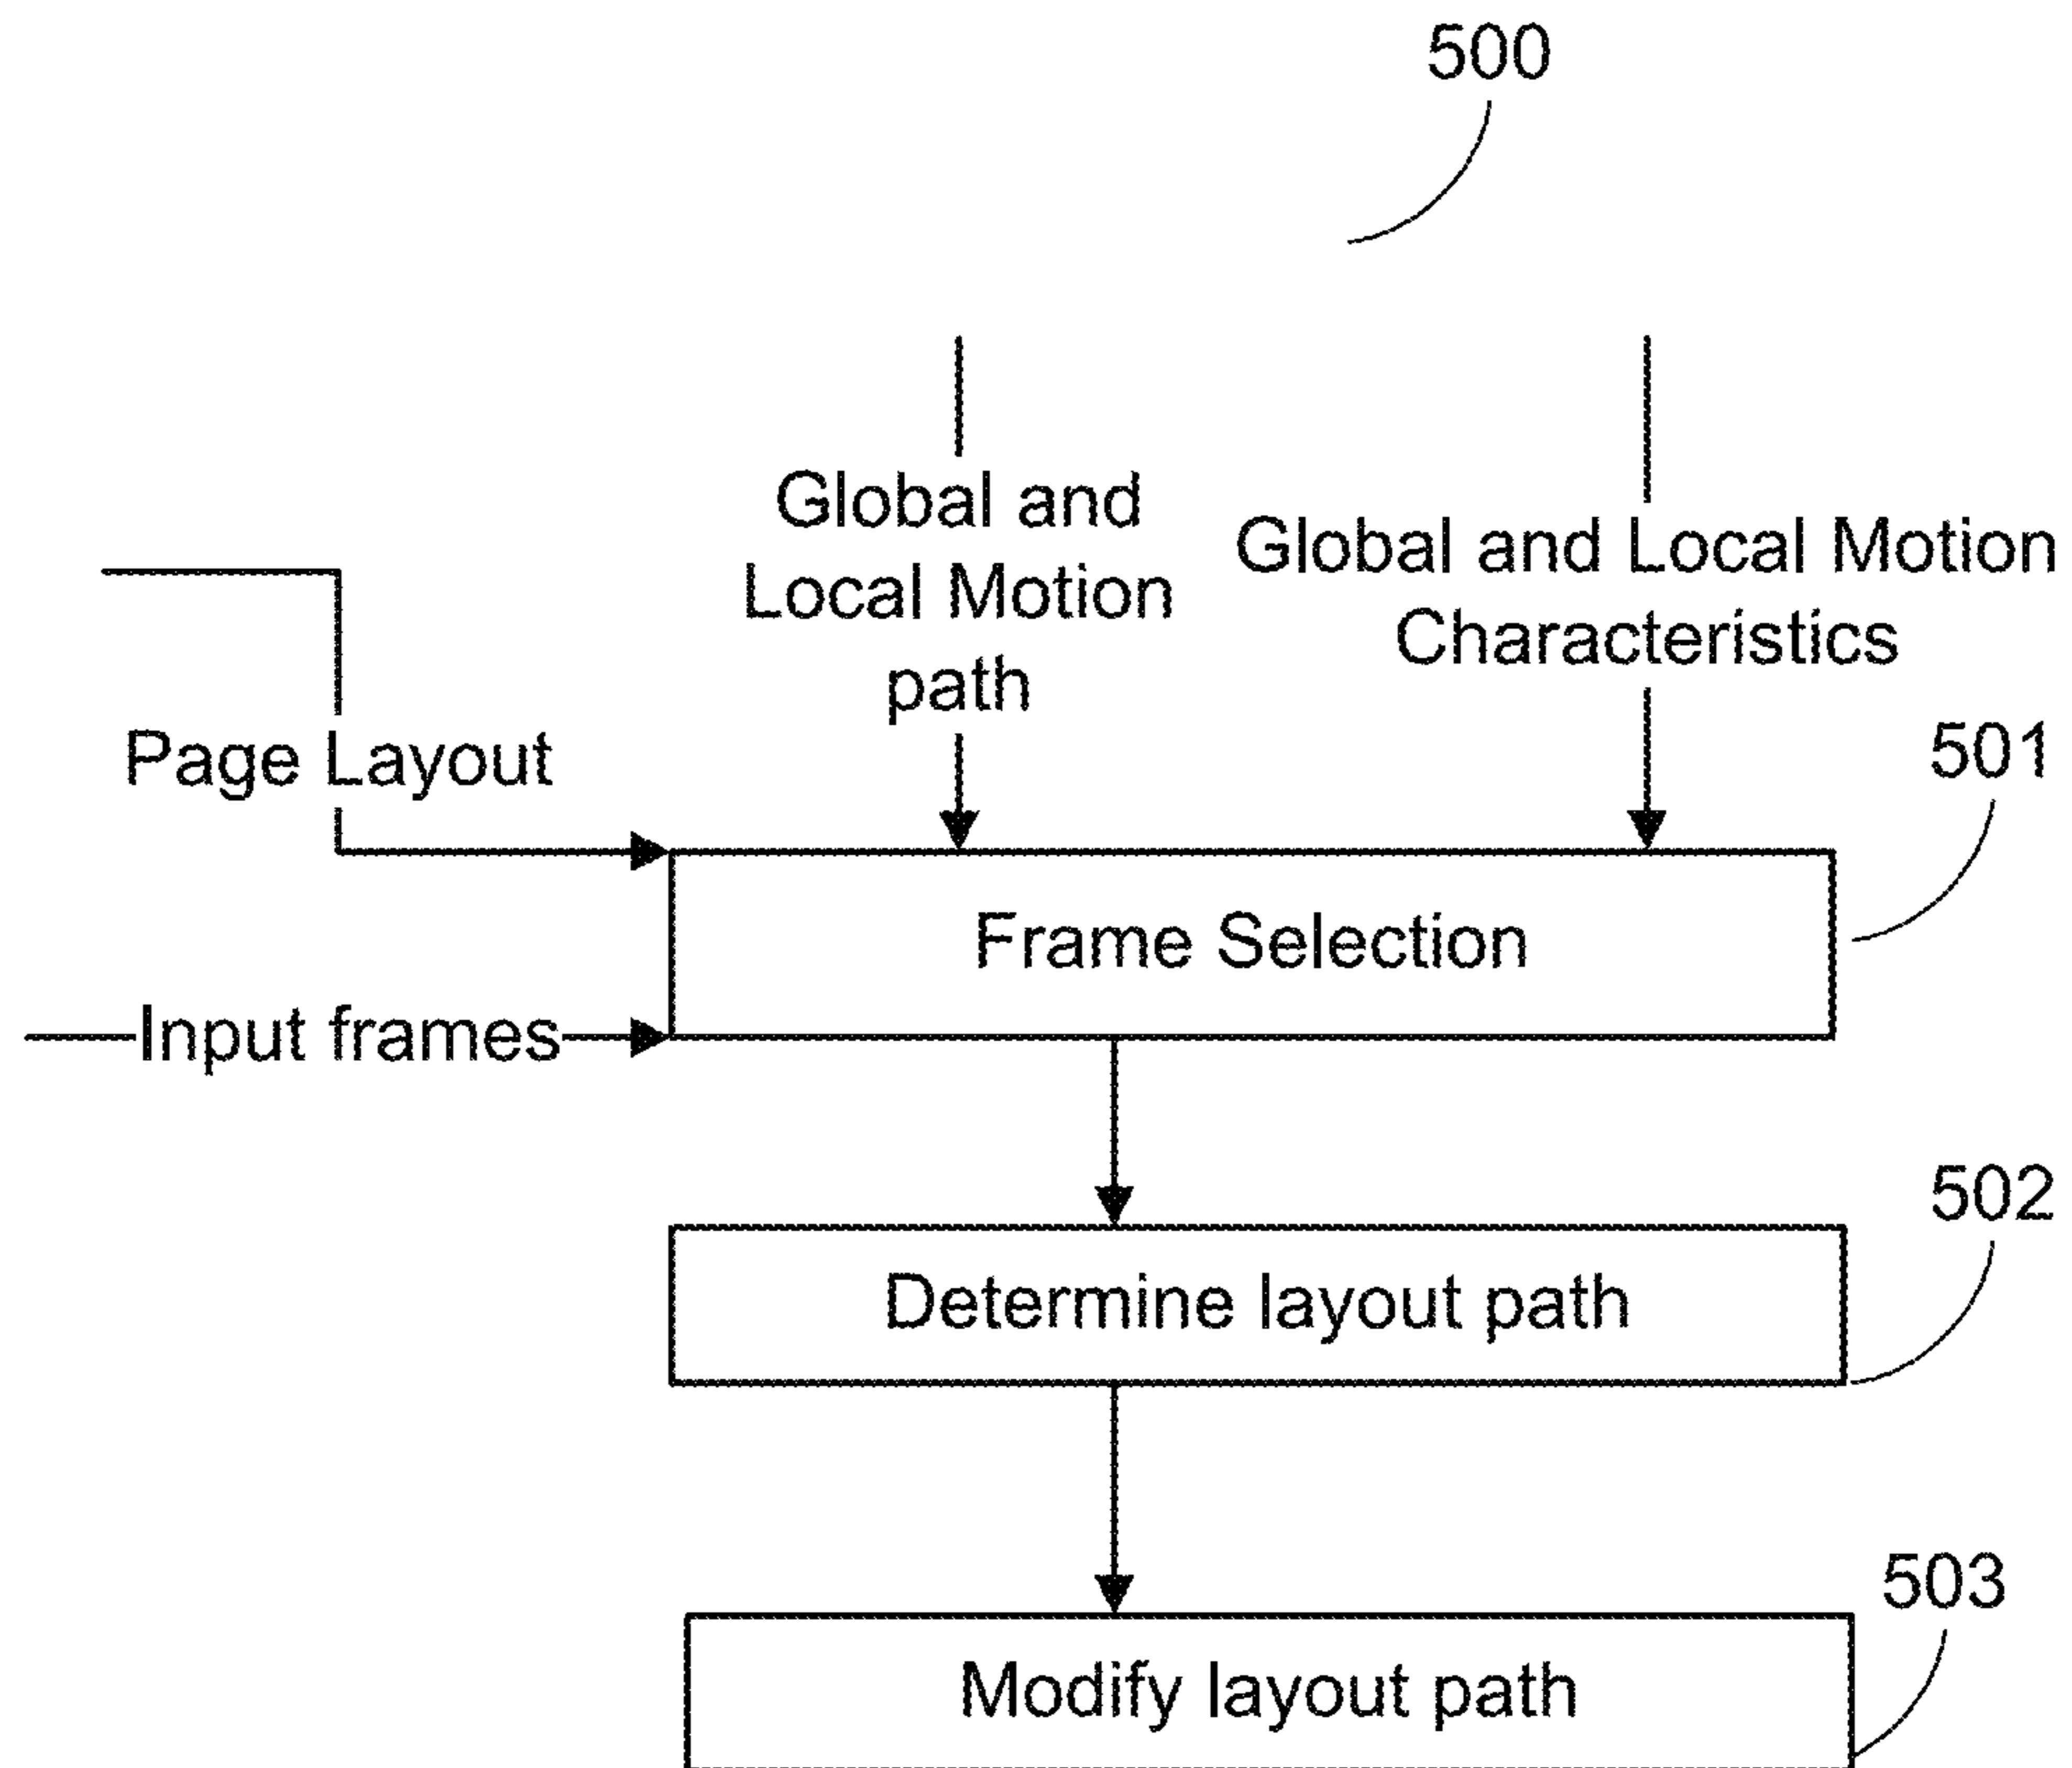 500
Global and
Local Motion
path
Global and Local Motion
Characteristics
Page Layout
501
Frame Selection
Input frames
502
Determine layout path
503
Modify layout path